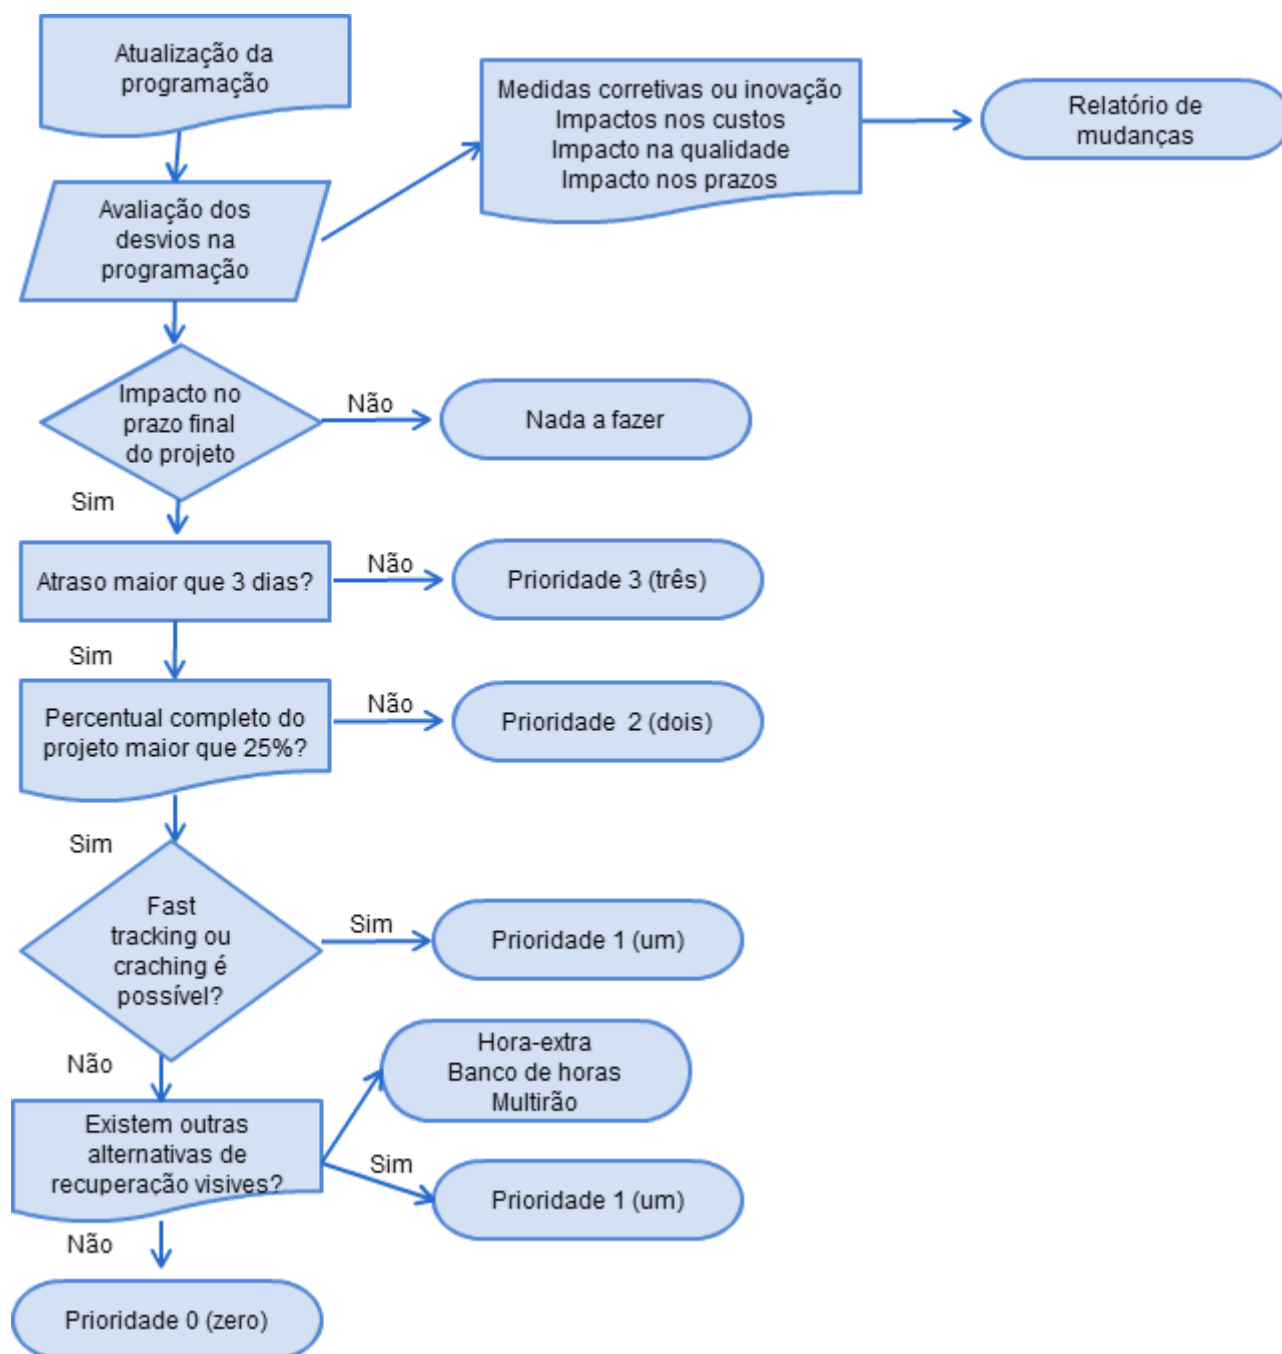 Atualização da
programação
Medidas corretivas ou inovação
Impactos nos custos
Impacto na qualidade
Impacto nos prazos
Relatório de
mudanças
Avaliação dos
desvios na
programação
Impacto no
prazo final
do projeto
Não
Nada a fazer
Sim
Atraso maior que 3 dias?
Não
Prioridade 3 (três)
Sim
Percentual completo do
projeto maior que 25%?
Não
Prioridade 2 (dois)
Sim
Fast
tracking ou
craching é
possível?
Sim
Prioridade 1 (um)
Não
Hora-extra
Banco de horas
Multirão
Existem outras
alternativas de
recuperação visives?
Sim
Prioridade 1 (um)
Não
Prioridade 0 (zero)